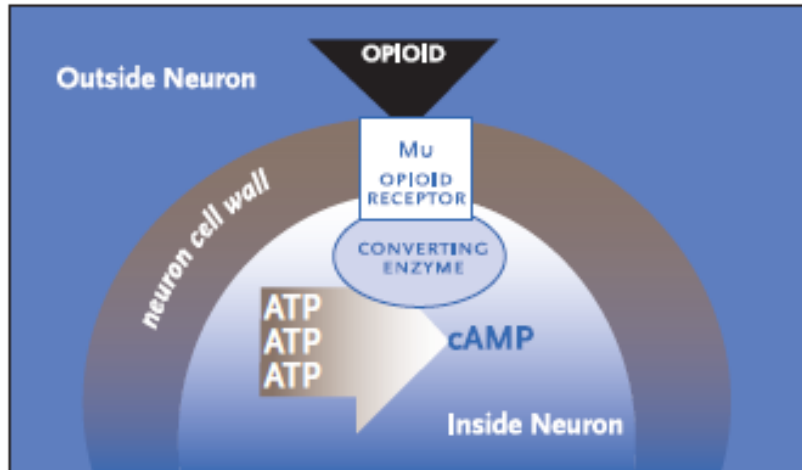 OPIOID
Outside Neuron
Mu
OPIOID
RECEPTOR
neuron cell wall
CONVERTING
ENZYME
ATP
ATP
cAMP
ATP
Inside Neuron